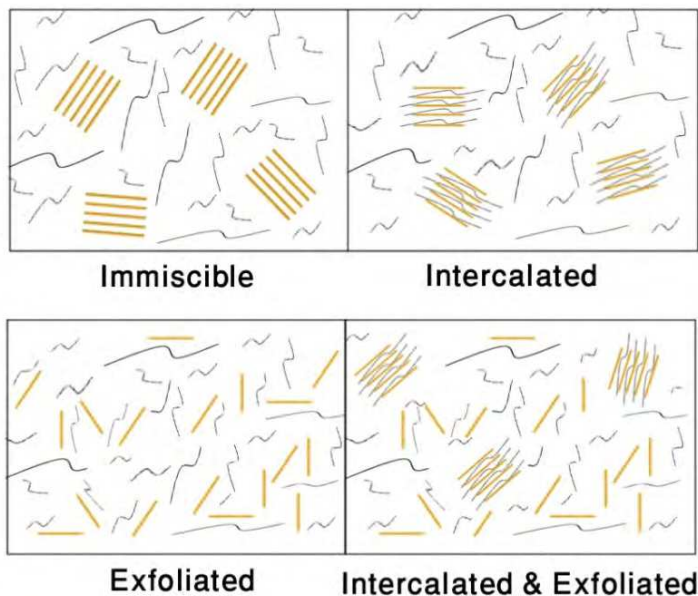 Immiscible
Intercalated
Exfoliated
Intercalated & Exfoliated